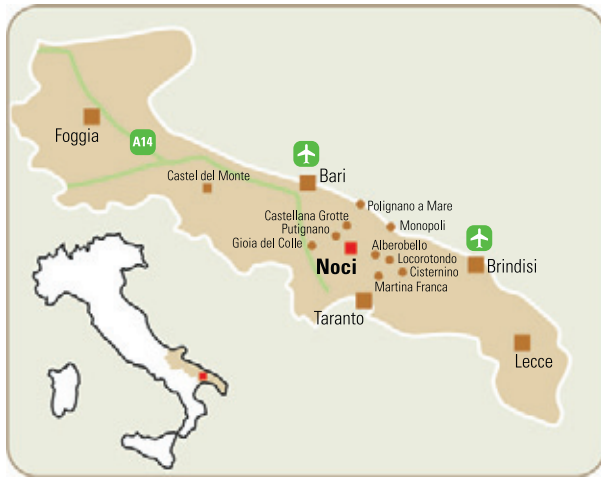 Foggia
A14
Castel del Monte
Bari
Polignano a Mare
Castellana Grotte
Putignano
Monopoli
Gioia del Colle
Alberobello
Noci
Locorotondo
Brindisi
Cisternino
Martina Franca
Taranto
Lecce